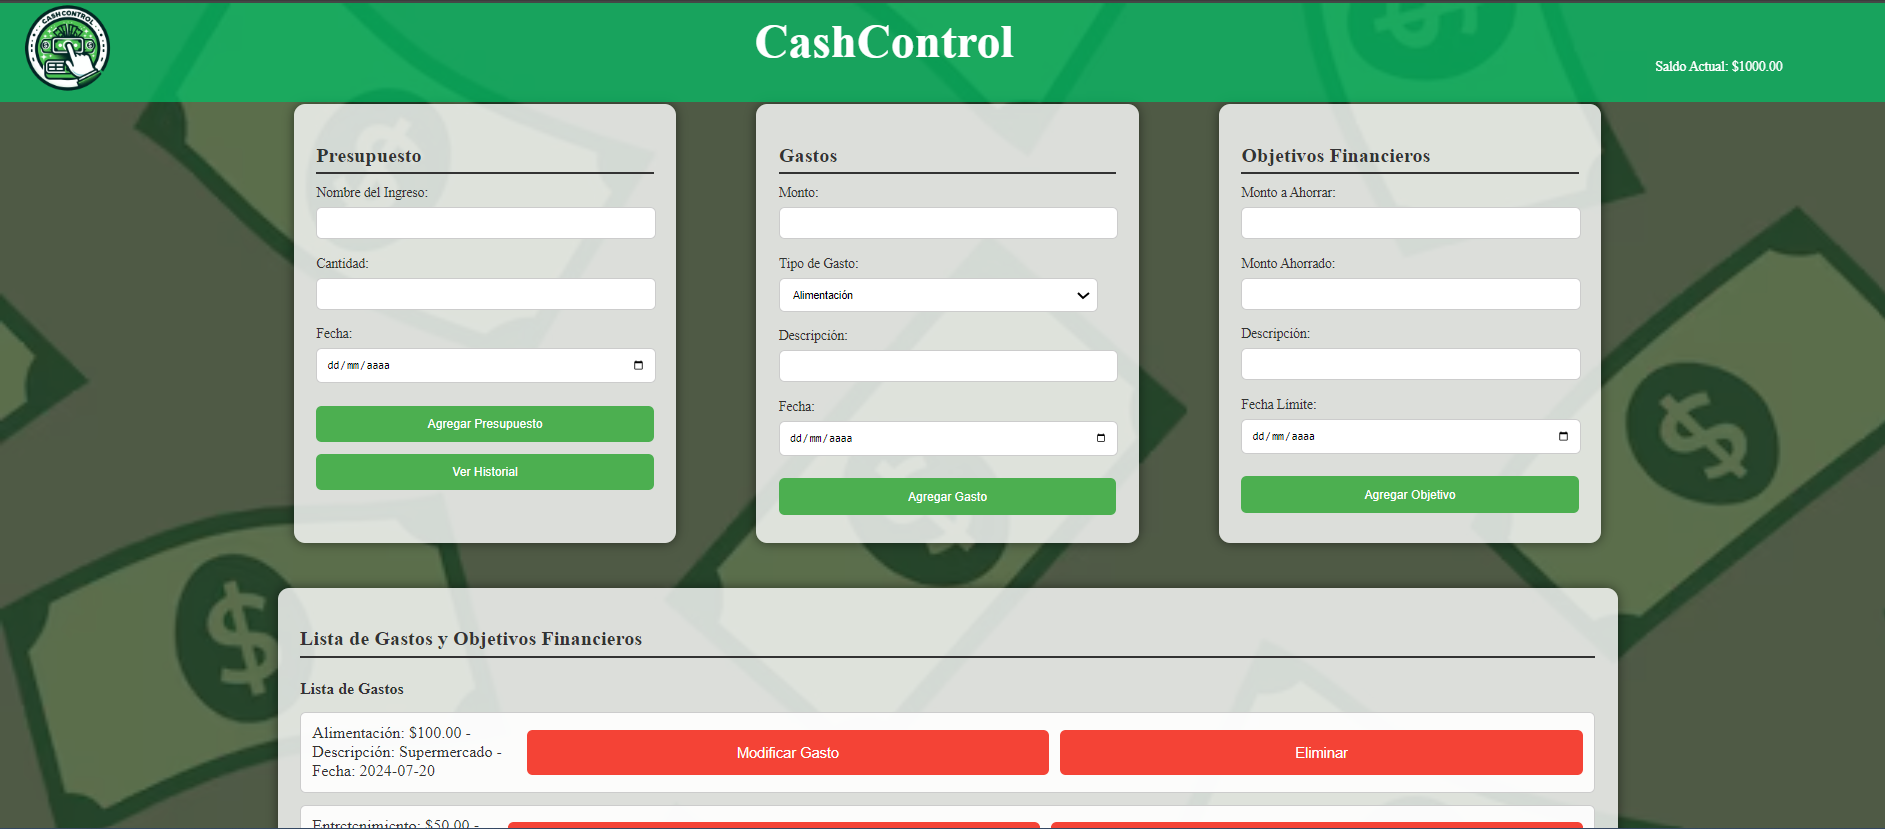 CASH CONTROL
CashControl
Saldo Actual: $1000.00
Presupuesto
Nombre del Ingreso:
Cantidad:
Fecha:
dd/mm/aaaa
Agregar Presupuesto
Ver Historial
Gastos
Monto:
Tipo de Gasto:
Alimentación
Descripción:
Fecha:
dd/mm/aaaa
Agregar Gasto
Objetivos Financieros
Monto a Ahorrar:
Monto Ahorrado:
Descripción:
Fecha Límite:
dd/mm/aaaa
Agregar Objetivo
Lista de Gastos y Objetivos Financieros
Lista de Gastos
Alimentación: $100.00 -
Descripción: Supermercado -
Fecha: 2024-07-20
Modificar Gasto
Eliminar
Entretenimiento: $50.00 -